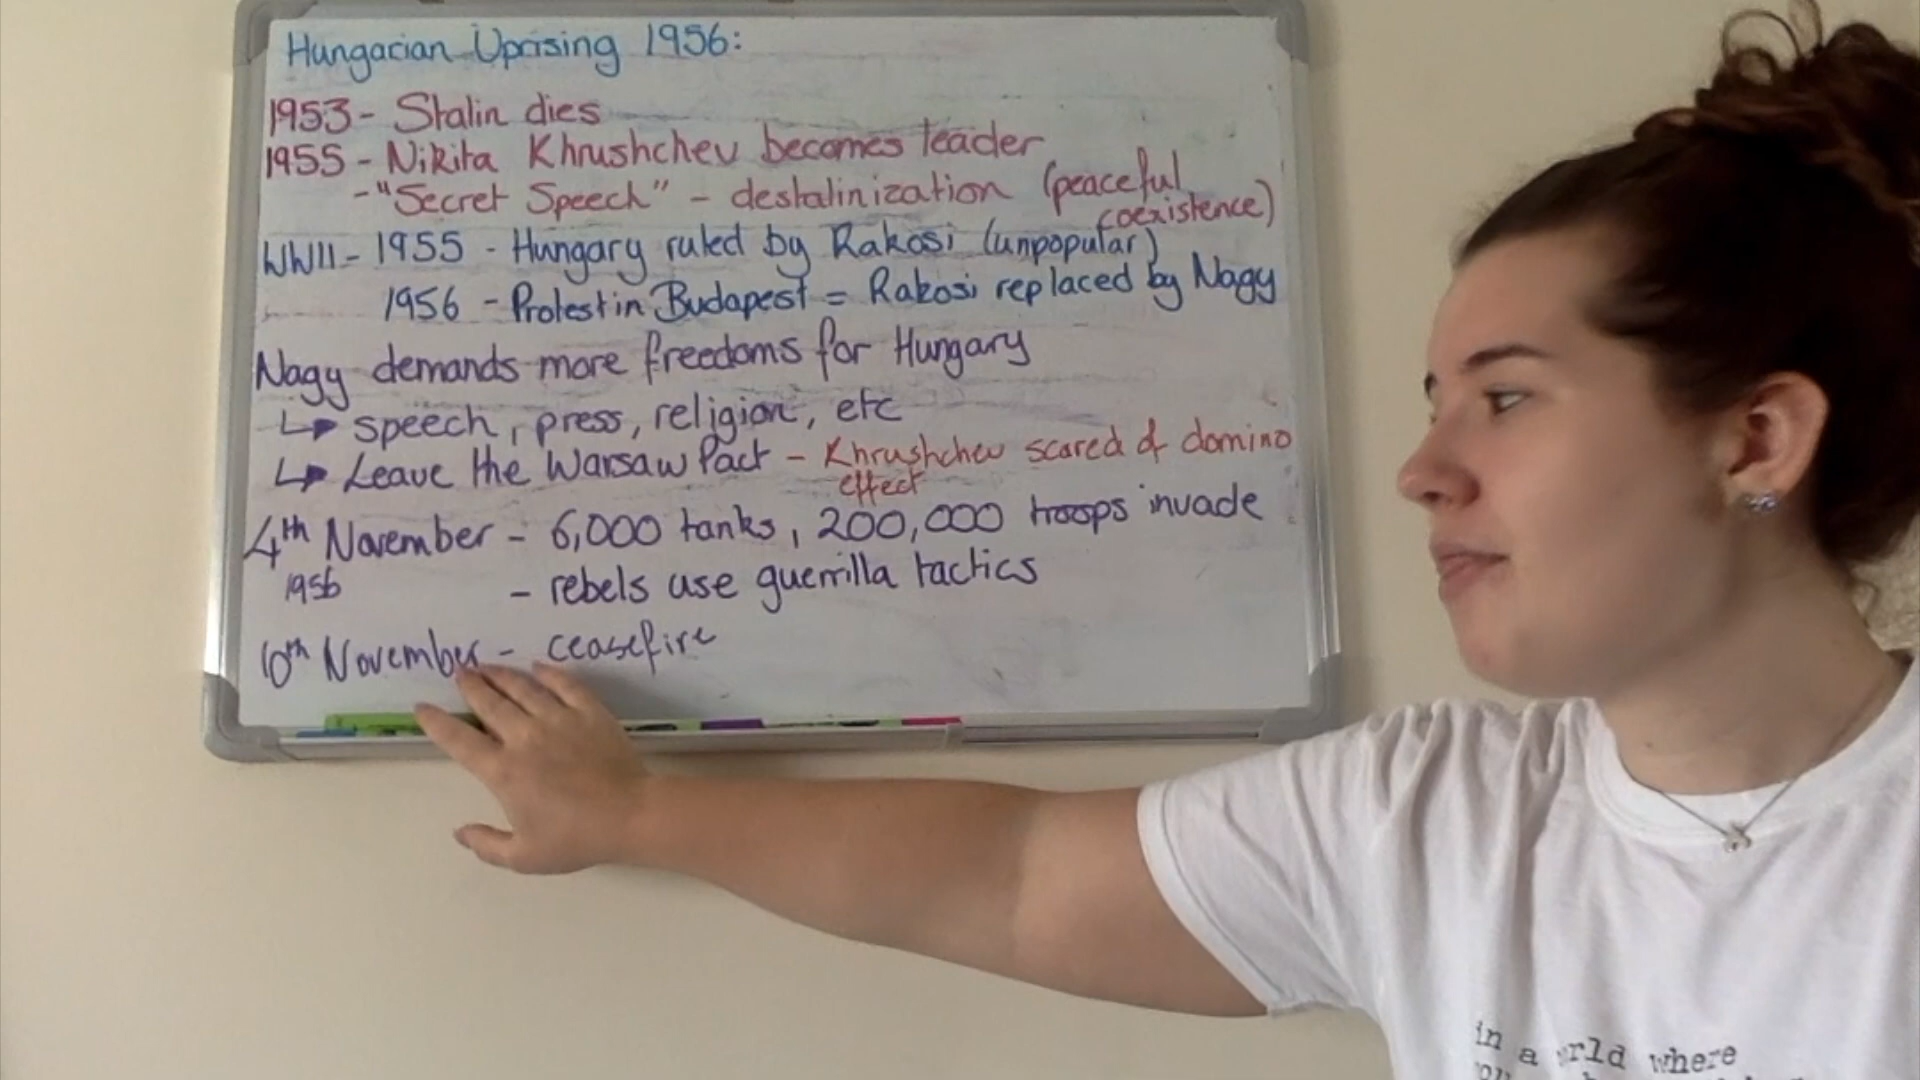 Hungarian Uprising 1956:
1953 - Stalin dies
1955 - Nikita Khrushchev becomes leader
- "Secret Speech" - destalinization (peaceful coexistence)
WWII - 1955 - Hungary ruled by Rakosi (unpopular)
1956 - Protest in Budapest = Rakosi replaced by Nagy
Nagy demands more freedoms for Hungary
↳ speech, press, religion, etc
↳ Leave the Warsaw Pact - Khrushchev scared of domino effect
4th November - 6,000 tanks, 200,000 troops invade
1956 - rebels use guerrilla tactics
10th November - ceasefire
in a where